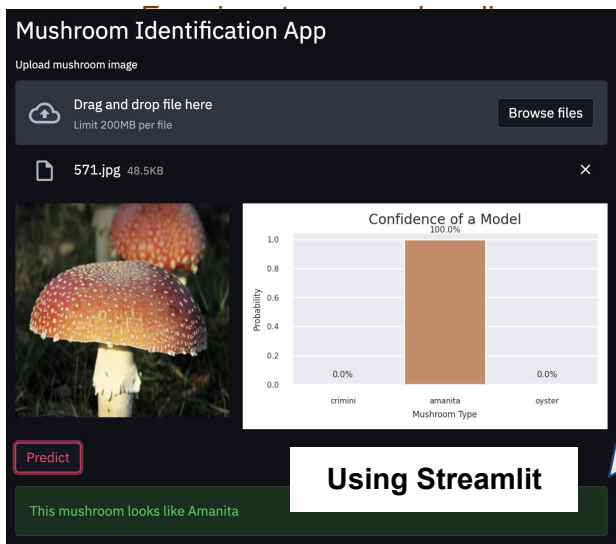 Mushroom Identification App
Upload mushroom image
Drag and drop file here
Limit 200MB per file
Browse files
571.jpg 48.5KB
Confidence of a Model
100.0%
1.0
0.8
0.6
0.4
0.2
0.0
Probability
0.0%
0.0%
crimini
amanita
oyster
Mushroom Type
Predict
Using Streamlit
This mushroom looks like Amanita